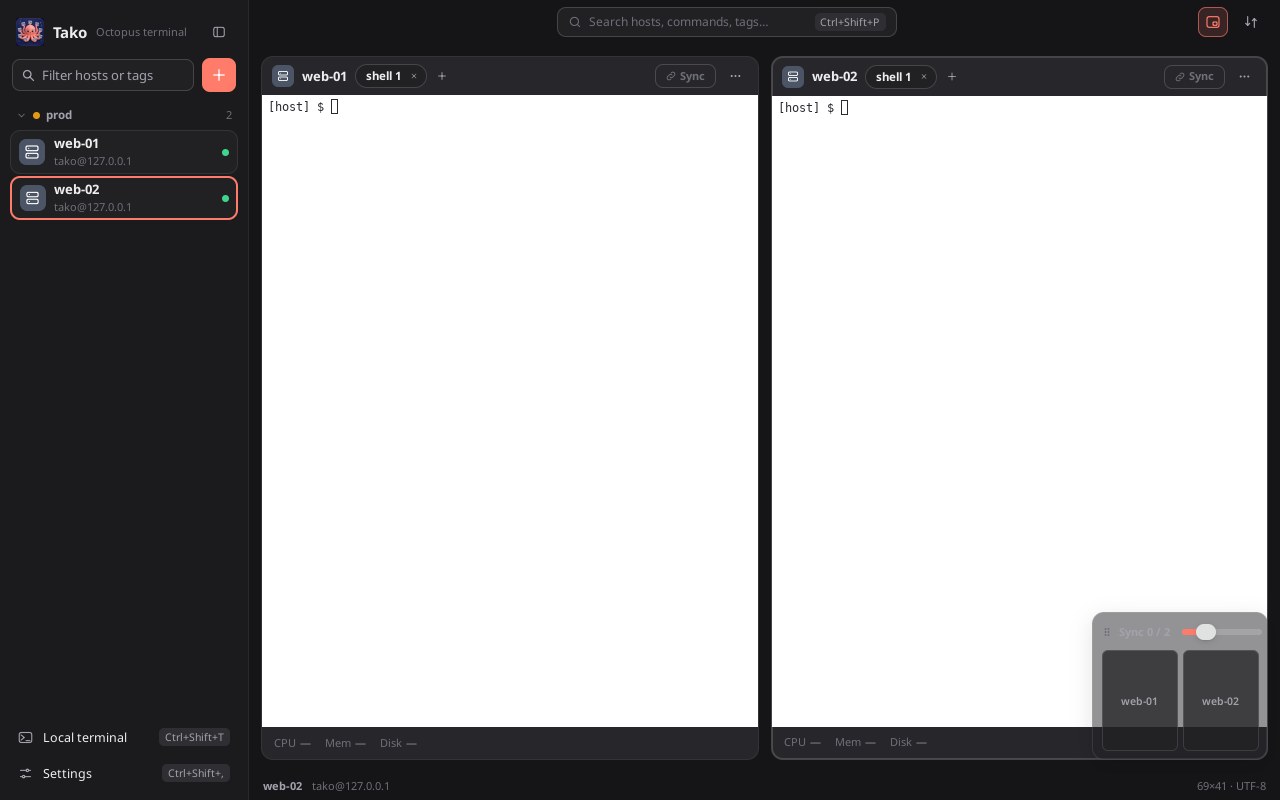 Tako Octopus terminal
Search hosts, commands, tags... Ctrl+Shift+P
Filter hosts or tags
prod 2
web-01
tako@127.0.0.1
web-02
tako@127.0.0.1
Local terminal Ctrl+Shift+T
Settings Ctrl+Shift+,
web-01 shell 1 × + Sync ...
[host] $
CPU — Mem — Disk —
web-02 shell 1 × + Sync ...
[host] $
Sync 0 / 2
web-01 web-02
CPU — Mem — Disk —
web-02 tako@127.0.0.1 69×41 · UTF-8